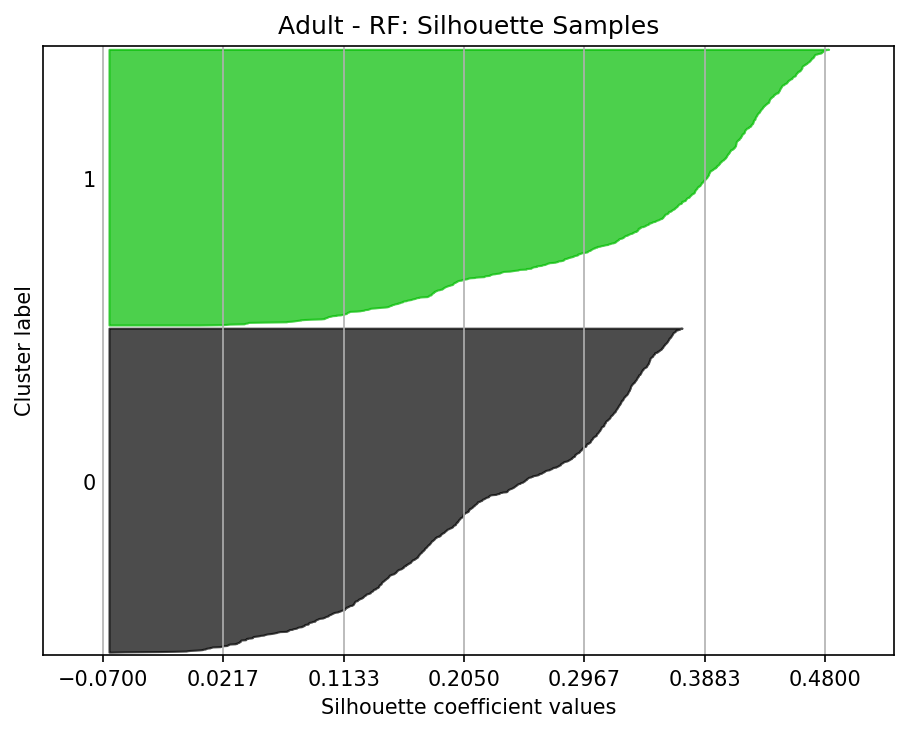 Adult - RF: Silhouette Samples
Cluster label
1
0
−0.0700 0.0217 0.1133 0.2050 0.2967 0.3883 0.4800
Silhouette coefficient values